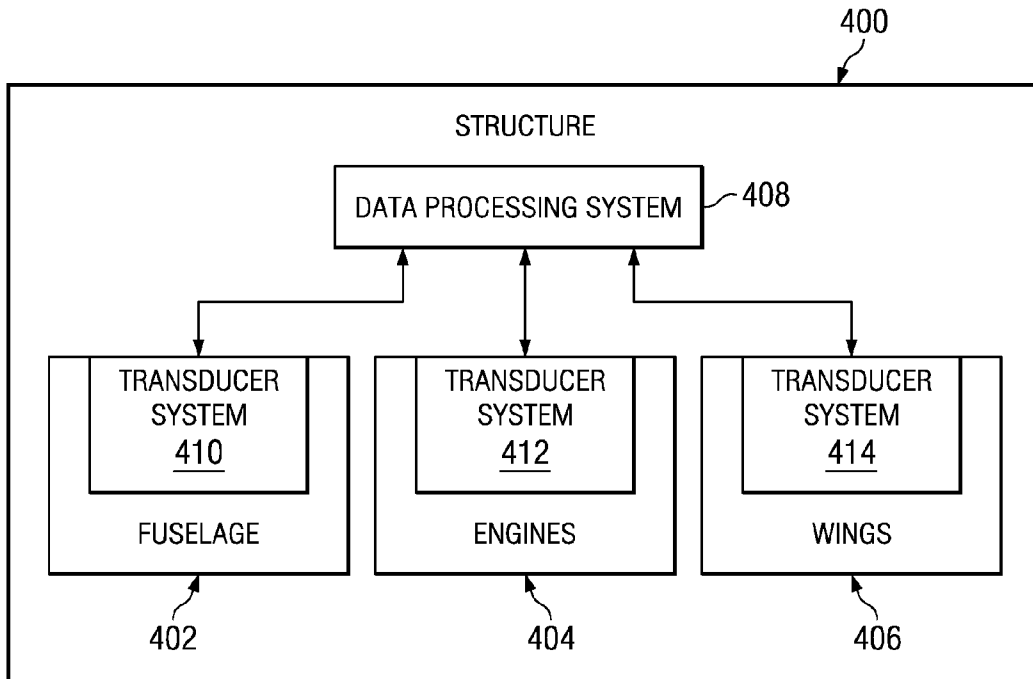 400
STRUCTURE
DATA PROCESSING SYSTEM
408
TRANSDUCER
SYSTEM
410
FUSELAGE
402
TRANSDUCER
SYSTEM
412
ENGINES
404
TRANSDUCER
SYSTEM
414
WINGS
406